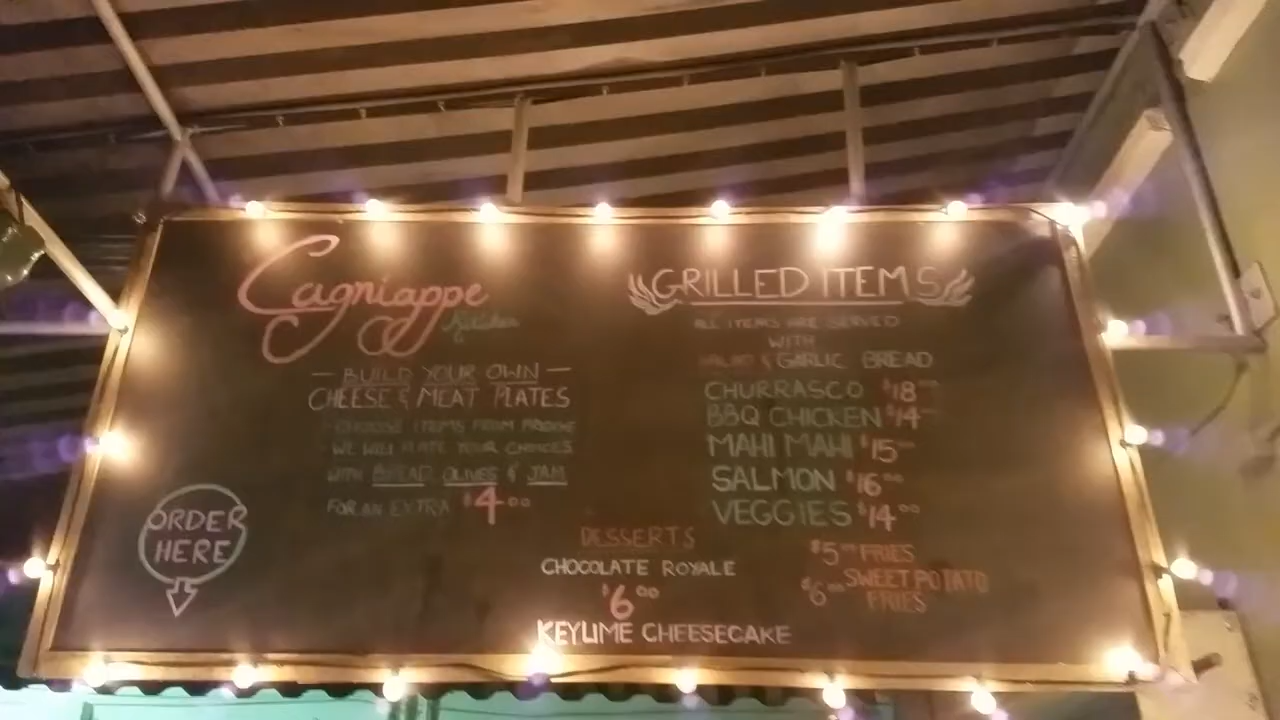 Cagniappe
Kitchen
— BUILD YOUR OWN —
CHEESE & MEAT PLATES
- CHOOSE ITEMS FROM FRIDGE
- WE WILL PLATE YOUR CHOICES
WITH BREAD, OLIVES & JAM
FOR AN EXTRA $4.00
ORDER
HERE
GRILLED ITEMS
ALL ITEMS ARE SERVED
WITH
SALAD & GARLIC BREAD
CHURRASCO $18.00
BBQ CHICKEN $14.00
MAHI MAHI $15.00
SALMON $16.00
VEGGIES $14.00
$5.00 FRIES
$6.00 SWEET POTATO
FRIES
DESSERTS
CHOCOLATE ROYALE
$6.00
KEYLIME CHEESECAKE